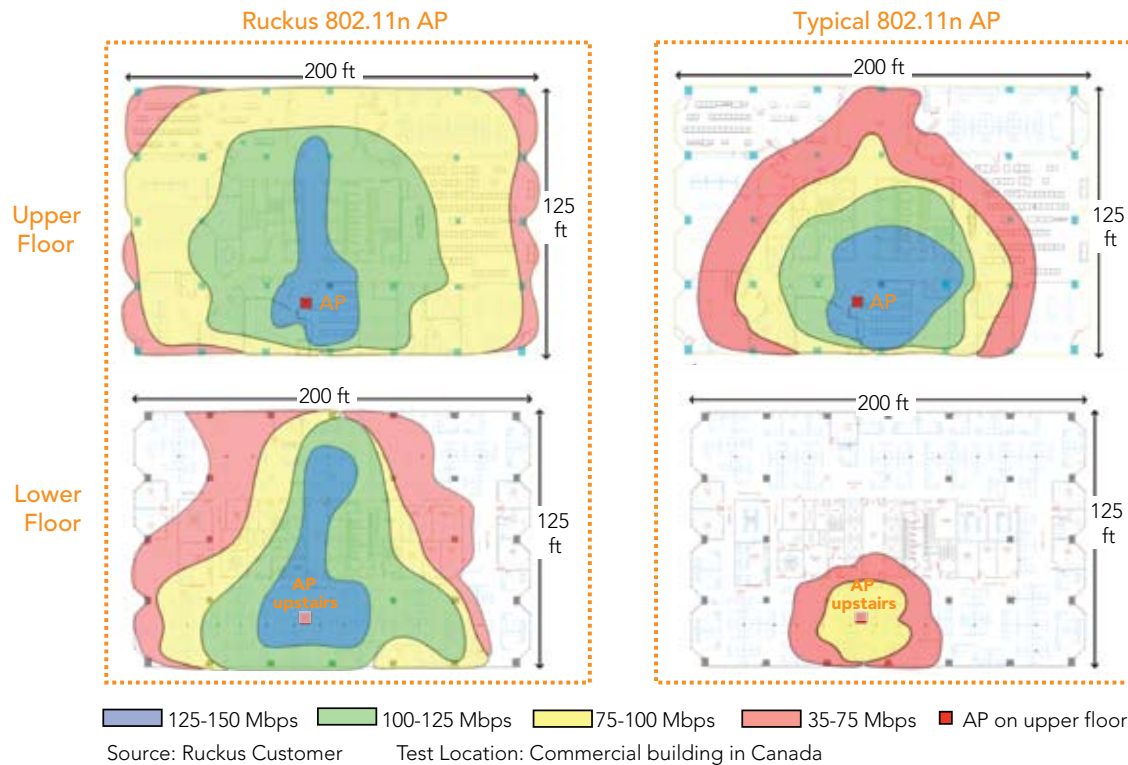 Ruckus 802.11n AP
Typical 802.11n AP
200 ft
200 ft
Upper
Floor
125
ft
125
ft
AP
AP
200 ft
200 ft
Lower
Floor
125
ft
125
ft
AP
upstairs
AP
upstairs
125-150 Mbps
100-125 Mbps
75-100 Mbps
35-75 Mbps
AP on upper floor
Source: Ruckus Customer
Test Location: Commercial building in Canada